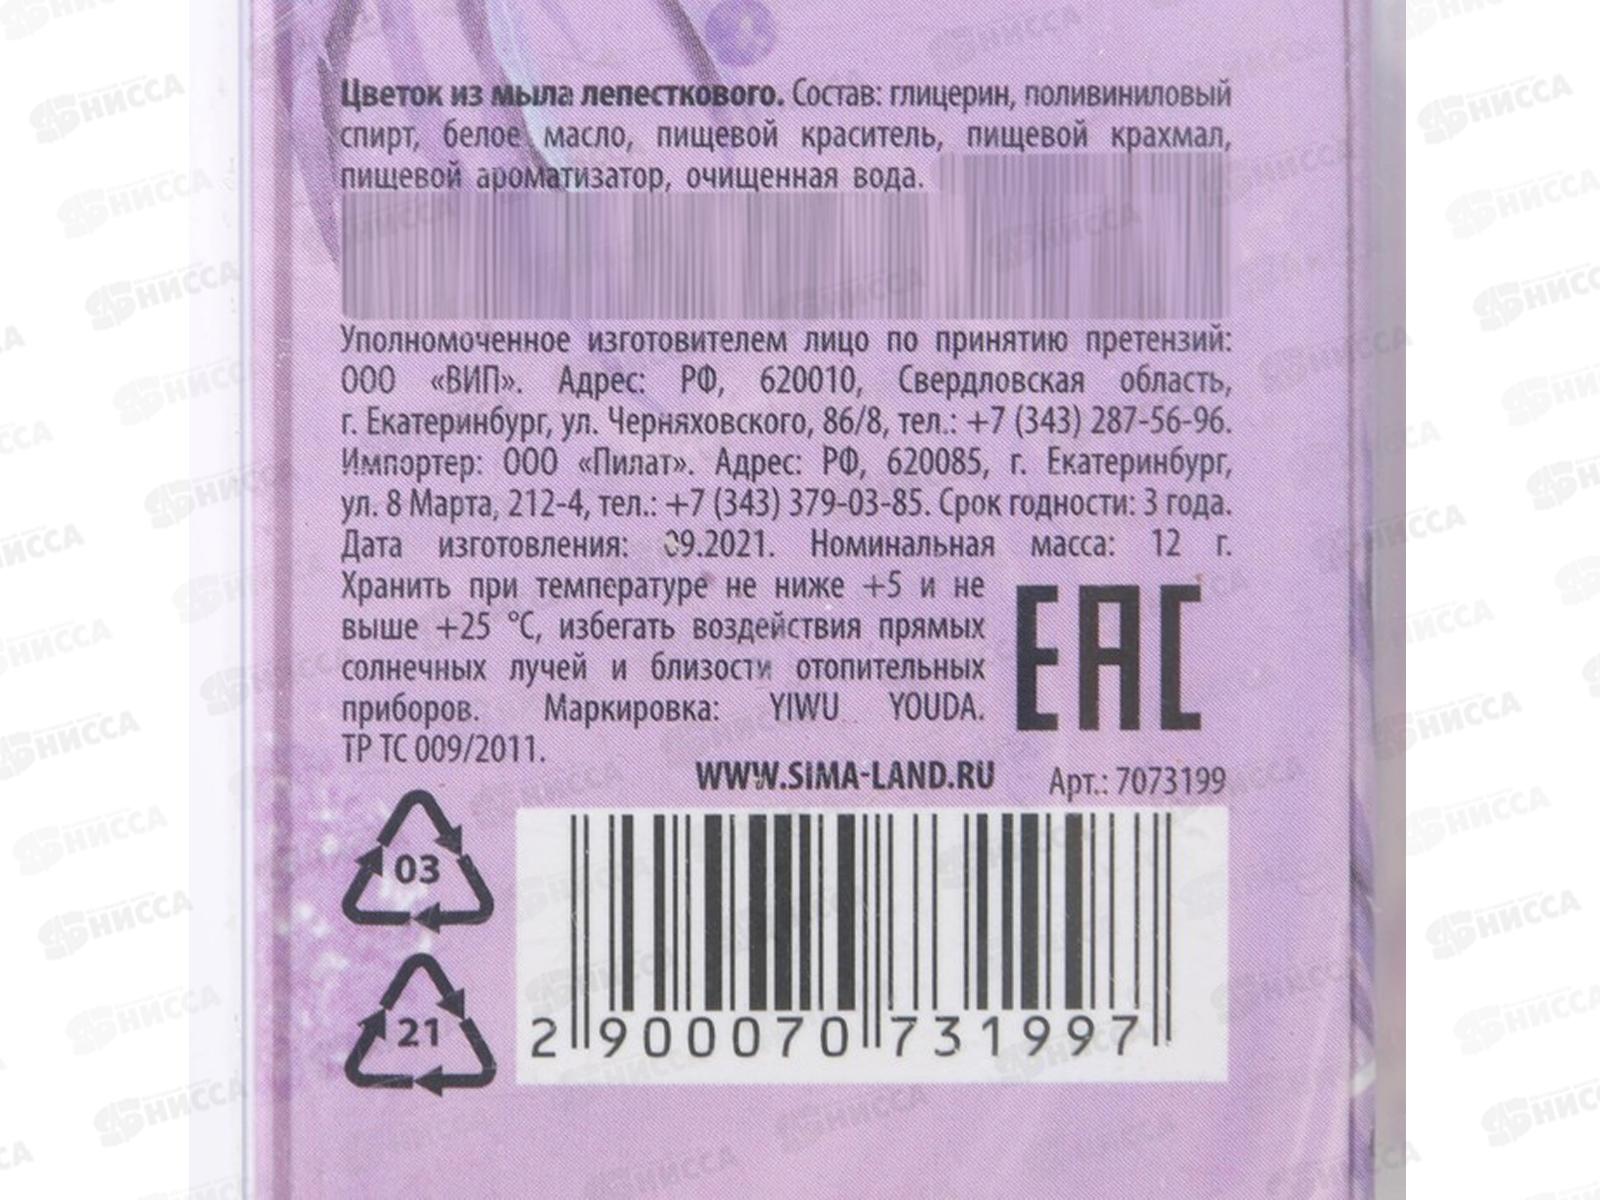 Цветок из мыла лепесткового. Состав: глицерин, поливиниловый
спирт, белое масло, пищевой краситель, пищевой крахмал,
пищевой ароматизатор, очищенная вода.
Уполномоченное изготовителем лицо по принятию претензий:
ООО «ВИП». Адрес: РФ, 620010, Свердловская область,
г. Екатеринбург, ул. Черняховского, 86/8, тел.: +7 (343) 287-56-96.
Импортер: ООО «Пилат». Адрес: РФ, 620085, г. Екатеринбург,
ул. 8 Марта, 212-4, тел.: +7 (343) 379-03-85. Срок годности: 3 года.
Дата изготовления: 09.2021. Номинальная масса: 12 г.
Хранить при температуре не ниже +5 и не
выше +25 °С, избегать воздействия прямых
солнечных лучей и близости отопительных
приборов. Маркировка: YIWU YOUDA.
ТР ТС 009/2011.
EAC
WWW.SIMA-LAND.RU Арт.: 7073199
03
21
2 900070 731997
НИССА